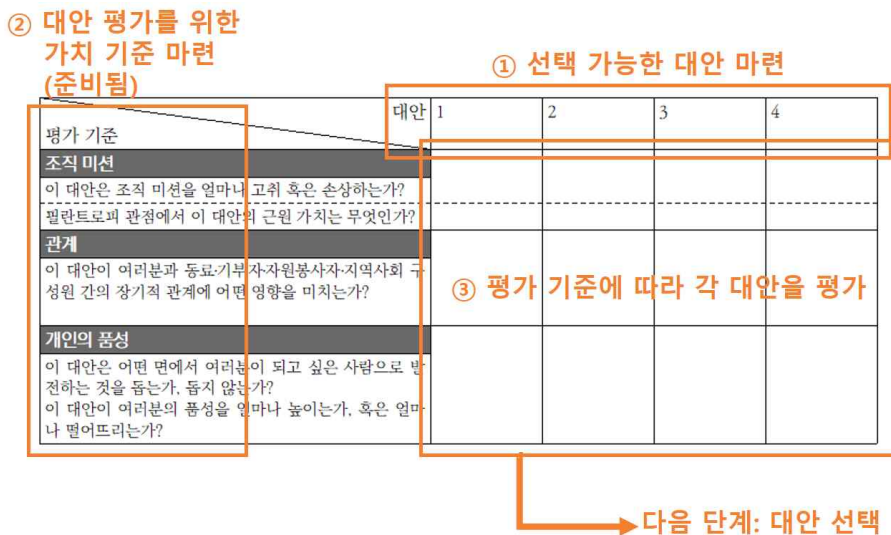 ② 대안 평가를 위한
가치 기준 마련
(준비됨)
① 선택 가능한 대안 마련
대안 1 2 3 4
평가 기준
조직 미션
이 대안은 조직 미션을 얼마나 고취 혹은 손상하는가?
필란트로피 관점에서 이 대안의 근원 가치는 무엇인가?
관계
이 대안이 여러분과 동료·기부자·자원봉사자·지역사회 구
성원 간의 장기적 관계에 어떤 영향을 미치는가?
③ 평가 기준에 따라 각 대안을 평가
개인의 품성
이 대안은 어떤 면에서 여러분이 되고 싶은 사람으로 발
전하는 것을 돕는가, 돕지 않는가?
이 대안이 여러분의 품성을 얼마나 높이는가, 혹은 얼마
나 떨어뜨리는가?
다음 단계: 대안 선택